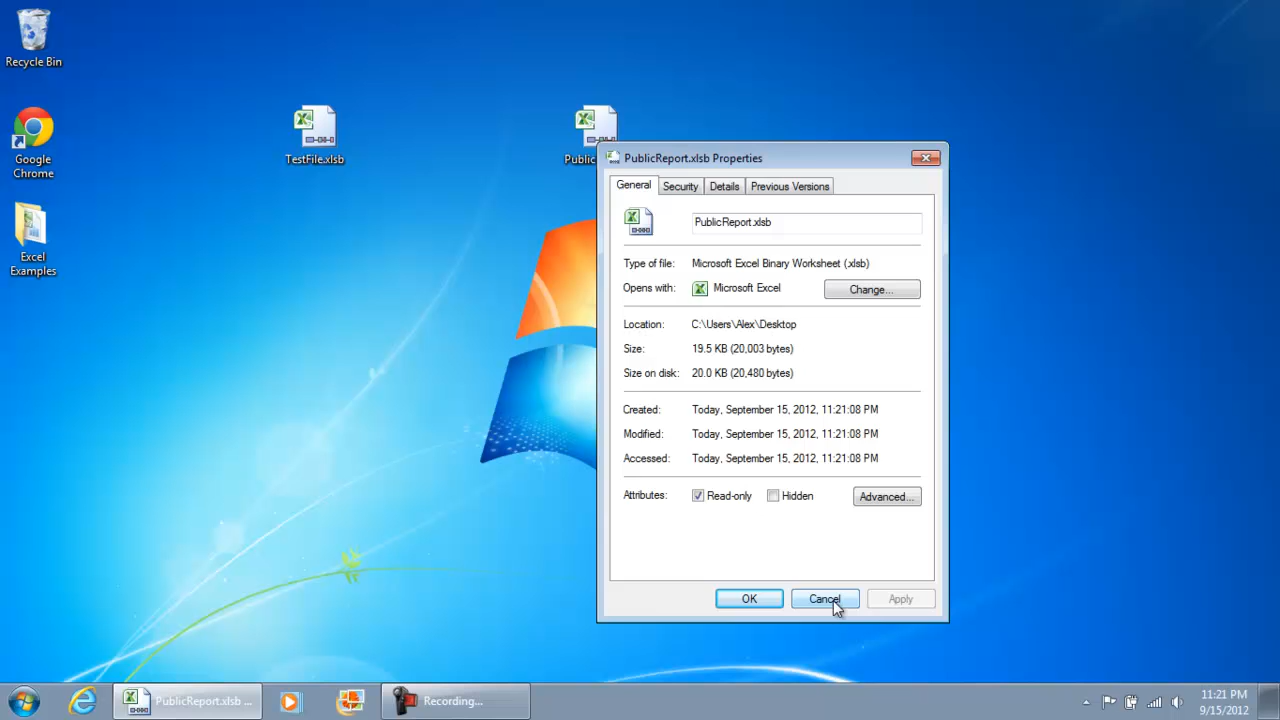 Recycle Bin
Google
Chrome
Excel
Examples
TestFile.xlsb
Public
PublicReport.xlsb Properties
General Security Details Previous Versions
PublicReport.xlsb
Type of file: Microsoft Excel Binary Worksheet (.xlsb)
Opens with: Microsoft Excel Change...
Location: C:\Users\Alex\Desktop
Size: 19.5 KB (20,003 bytes)
Size on disk: 20.0 KB (20,480 bytes)
Created: Today, September 15, 2012, 11:21:08 PM
Modified: Today, September 15, 2012, 11:21:08 PM
Accessed: Today, September 15, 2012, 11:21:08 PM
Attributes: Read-only Hidden Advanced...
OK Cancel Apply
PublicReport.xlsb ... Recording...
11:21 PM
9/15/2012